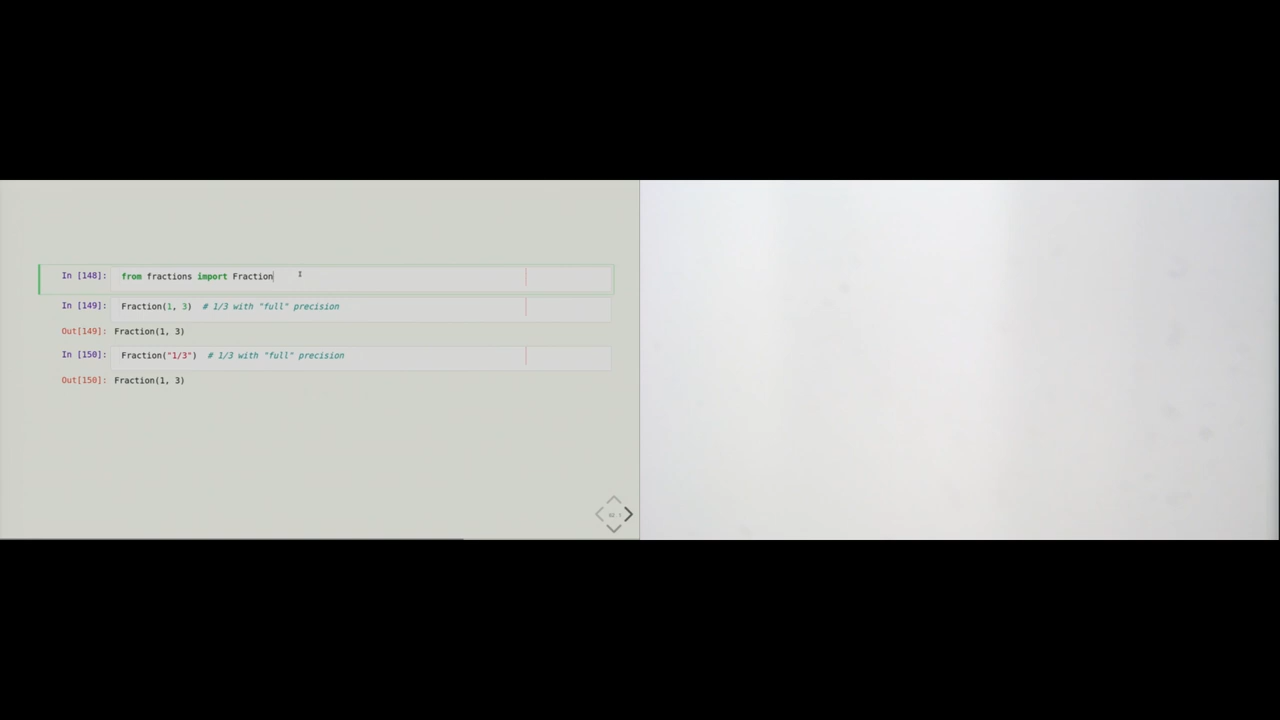 In [148]: from fractions import Fraction
In [149]: Fraction(1, 3)  # 1/3 with "full" precision
Out[149]: Fraction(1, 3)
In [150]: Fraction("1/3")  # 1/3 with "full" precision
Out[150]: Fraction(1, 3)